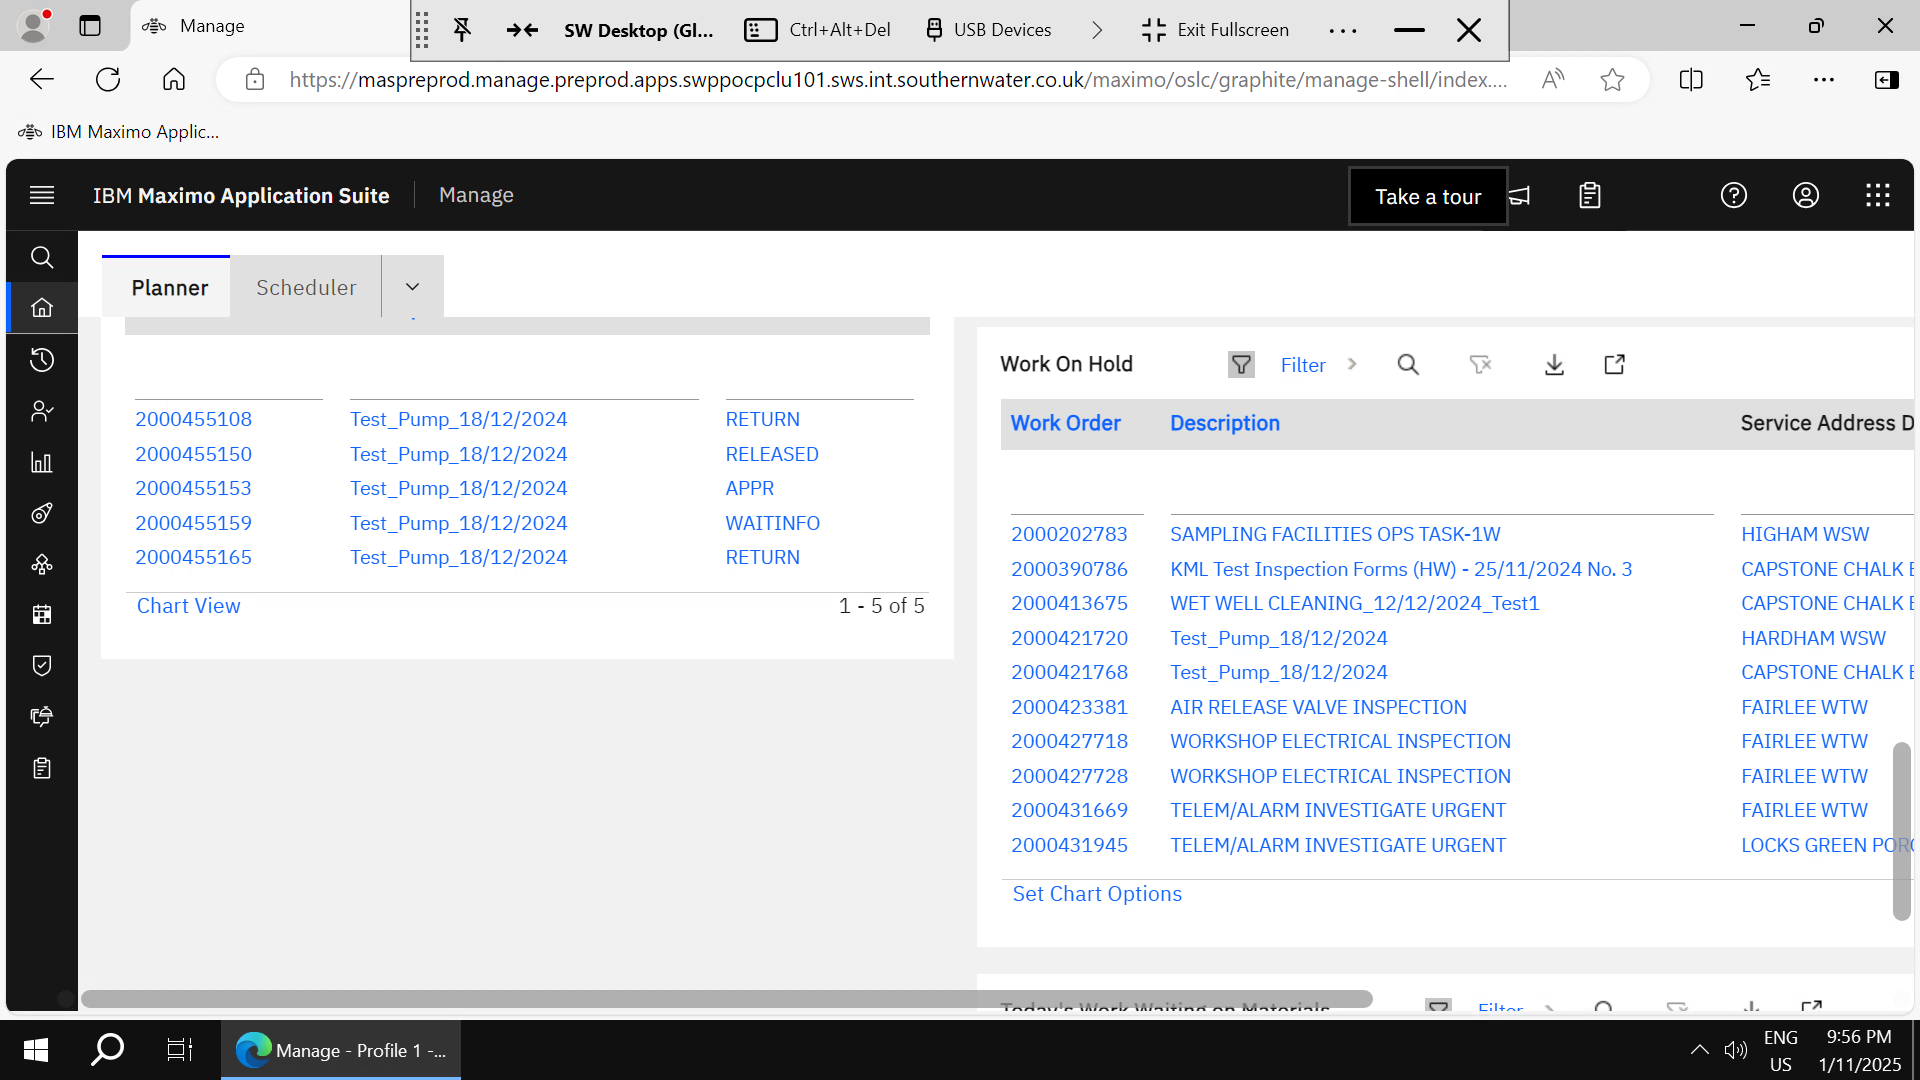 Manage
SW Desktop (Gl...
Ctrl+Alt+Del
USB Devices
Exit Fullscreen
https://maspreprod.manage.preprod.apps.swppocpclu101.sws.int.southernwater.co.uk/maximo/oslc/graphite/manage-shell/index....
IBM Maximo Applic...
IBM Maximo Application Suite
Manage
Take a tour
Planner
Scheduler
2000455108 Test_Pump_18/12/2024 RETURN
2000455150 Test_Pump_18/12/2024 RELEASED
2000455153 Test_Pump_18/12/2024 APPR
2000455159 Test_Pump_18/12/2024 WAITINFO
2000455165 Test_Pump_18/12/2024 RETURN
Chart View
1 - 5 of 5
Work On Hold
Filter
Work Order Description Service Address D
2000202783 SAMPLING FACILITIES OPS TASK-1W HIGHAM WSW
2000390786 KML Test Inspection Forms (HW) - 25/11/2024 No. 3 CAPSTONE CHALK
2000413675 WET WELL CLEANING_12/12/2024_Test1 CAPSTONE CHALK
2000421720 Test_Pump_18/12/2024 HARDHAM WSW
2000421768 Test_Pump_18/12/2024 CAPSTONE CHALK
2000423381 AIR RELEASE VALVE INSPECTION FAIRLEE WTW
2000427718 WORKSHOP ELECTRICAL INSPECTION FAIRLEE WTW
2000427728 WORKSHOP ELECTRICAL INSPECTION FAIRLEE WTW
2000431669 TELEM/ALARM INVESTIGATE URGENT FAIRLEE WTW
2000431945 TELEM/ALARM INVESTIGATE URGENT LOCKS GREEN
Set Chart Options
Today's Work Waiting on Materials
Filter
Manage - Profile 1 -...
ENG
US
9:56 PM
1/11/2025